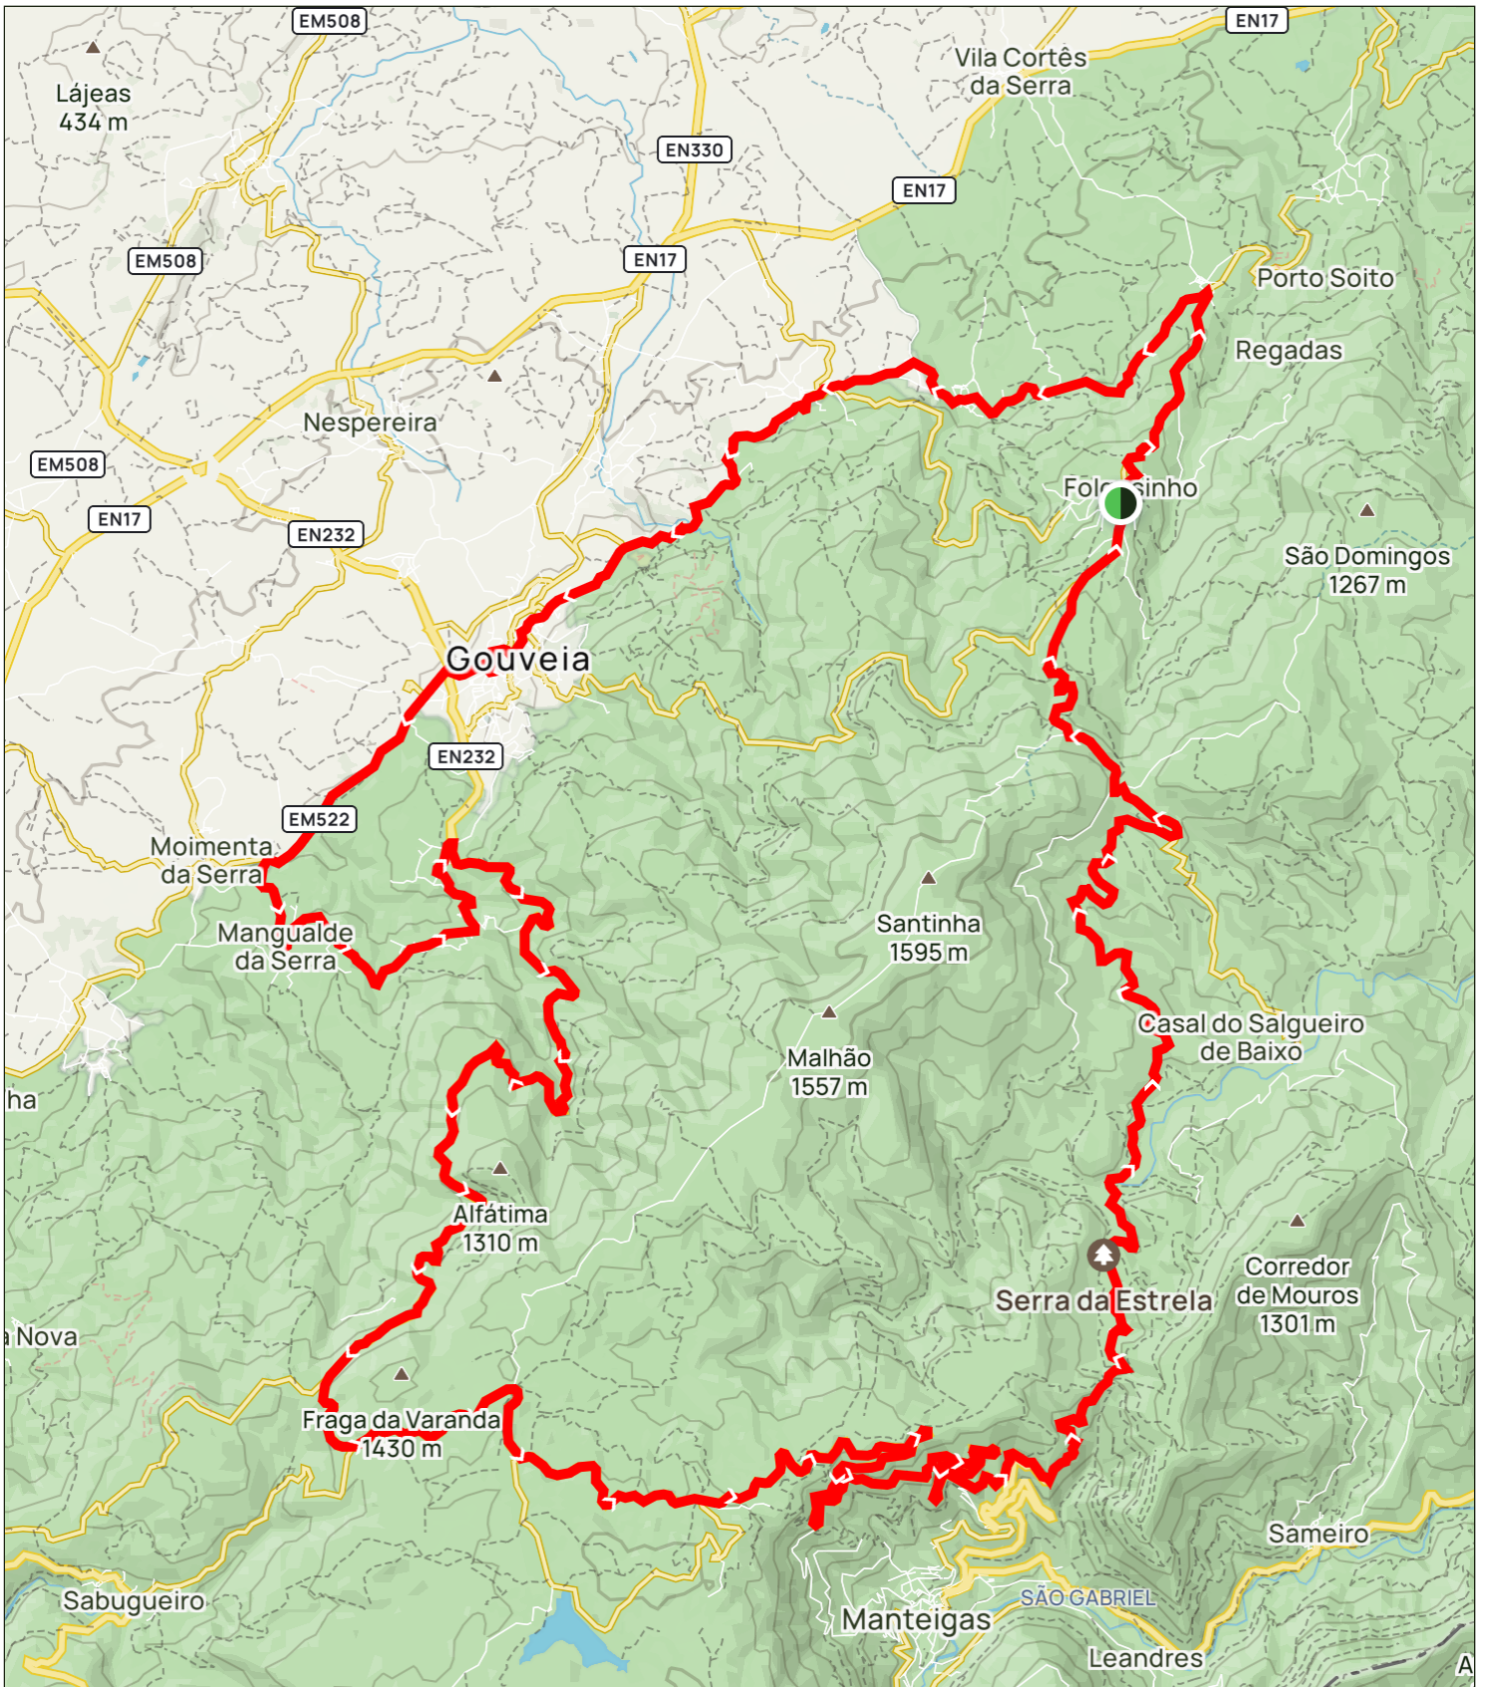 EM508
EN17
Vila Cortês
da Serra
Lájeas
434 m
EN330
EN17
EM508
EN17
Porto Soito
Regadas
Nespereira
EM508
EN17
EN232
São Domingos
1267 m
Gouveia
EN232
EM522
Moimenta
da Serra
Mangualde
da Serra
Santinha
1595 m
Casal do Salgueiro
de Baixo
Malhão
1557 m
ha
Alfátima
1310 m
Corredor
de Mouros
1301 m
Serra da Estrela
a Nova
Fraga da Varanda
1430 m
Sameiro
Sabugueiro
SÃO GABRIEL
Manteigas
Leandres
A